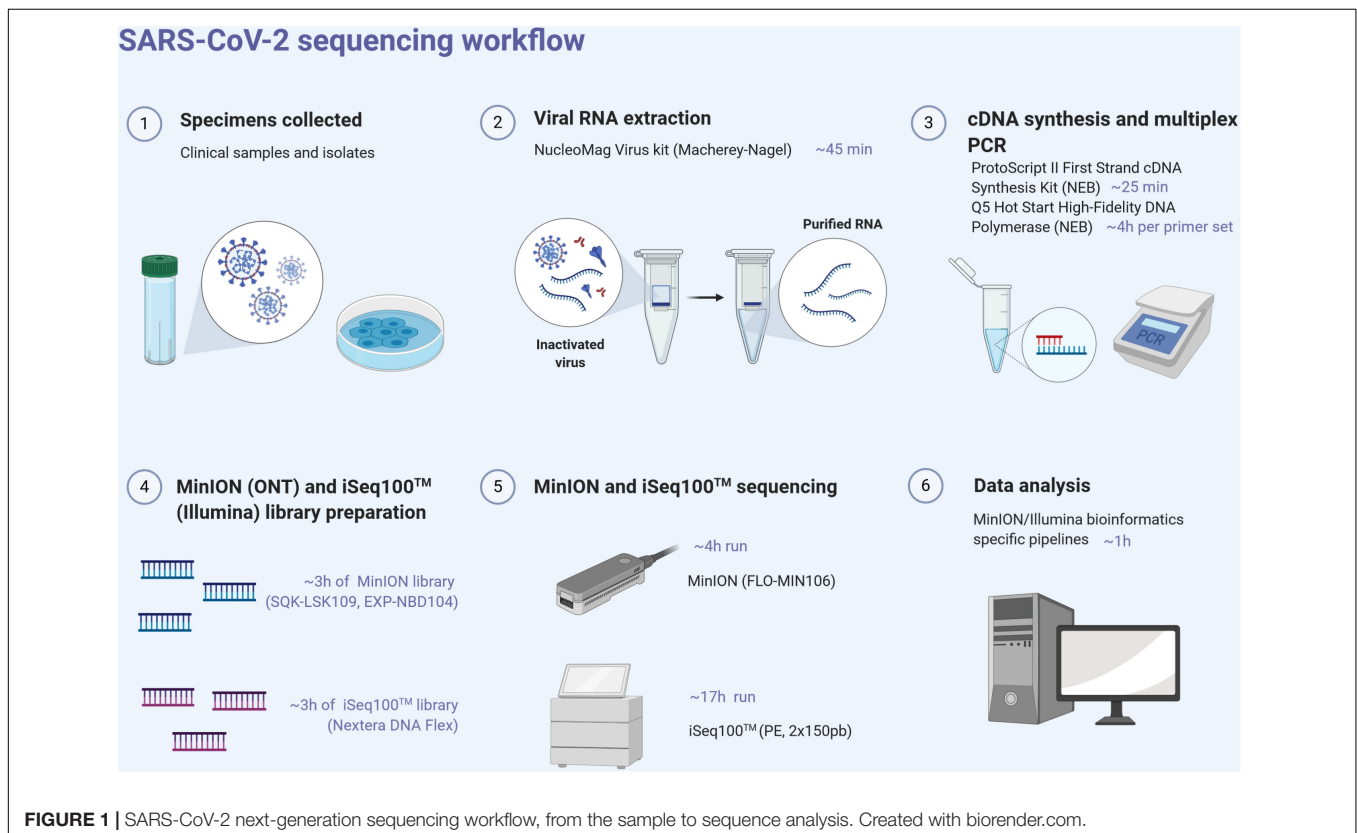 SARS-CoV-2 sequencing workflow
1
Specimens collected
Clinical samples and isolates
2
Viral RNA extraction
NucleoMag Virus kit (Macherey-Nagel) ~45 min
Inactivated
virus
Purified RNA
3
cDNA synthesis and multiplex
PCR
ProtoScript II First Strand cDNA
Synthesis Kit (NEB) ~25 min
Q5 Hot Start High-Fidelity DNA
Polymerase (NEB) ~4h per primer set
PCR
4
MinION (ONT) and iSeq100™
(Illumina) library preparation
~3h of MinION library
(SQK-LSK109, EXP-NBD104)
~3h of iSeq100™ library
(Nextera DNA Flex)
5
MinION and iSeq100™ sequencing
~4h run
MinION (FLO-MIN106)
~17h run
iSeq100™ (PE, 2x150pb)
6
Data analysis
MinION/Illumina bioinformatics
specific pipelines ~1h
FIGURE 1 | SARS-CoV-2 next-generation sequencing workflow, from the sample to sequence analysis. Created with biorender.com.